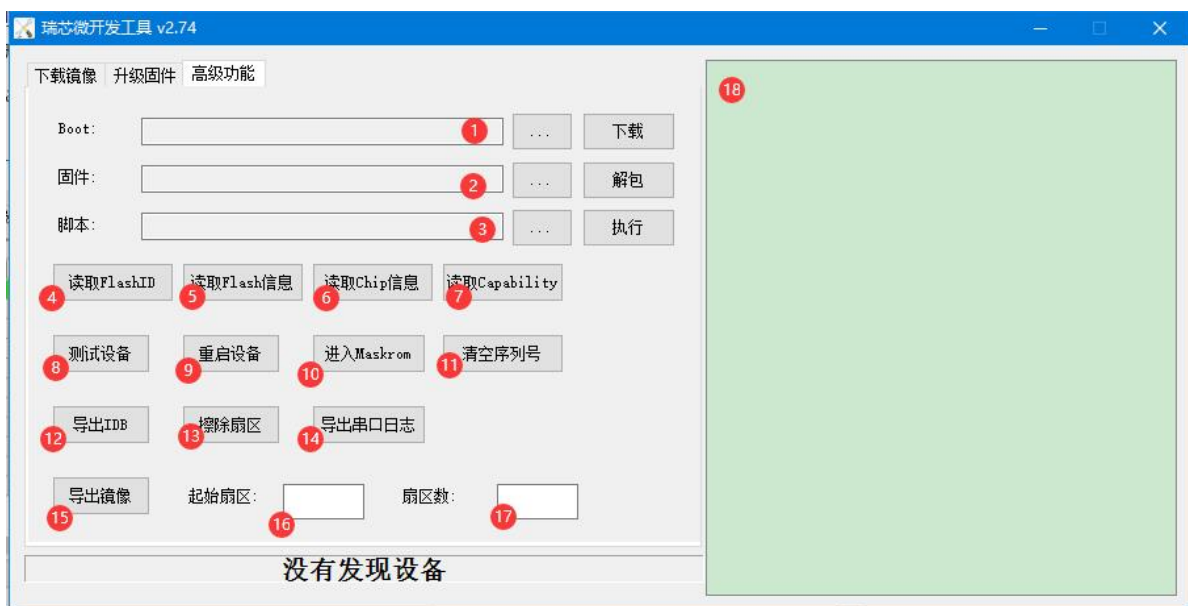 瑞芯微开发工具 v2.74
下载镜像 升级固件 高级功能
18
Boot: 1 ... 下载
固件: 2 ... 解包
脚本: 3 ... 执行
读取FlashID 读取Flash信息 读取Chip信息 读取Capability
4 5 6 7
测试设备 重启设备 进入Maskrom 清空序列号
8 9 10 11
导出IDB 擦除扇区 导出串口日志
12 13 14
导出镜像 起始扇区: 扇区数:
15 16 17
没有发现设备